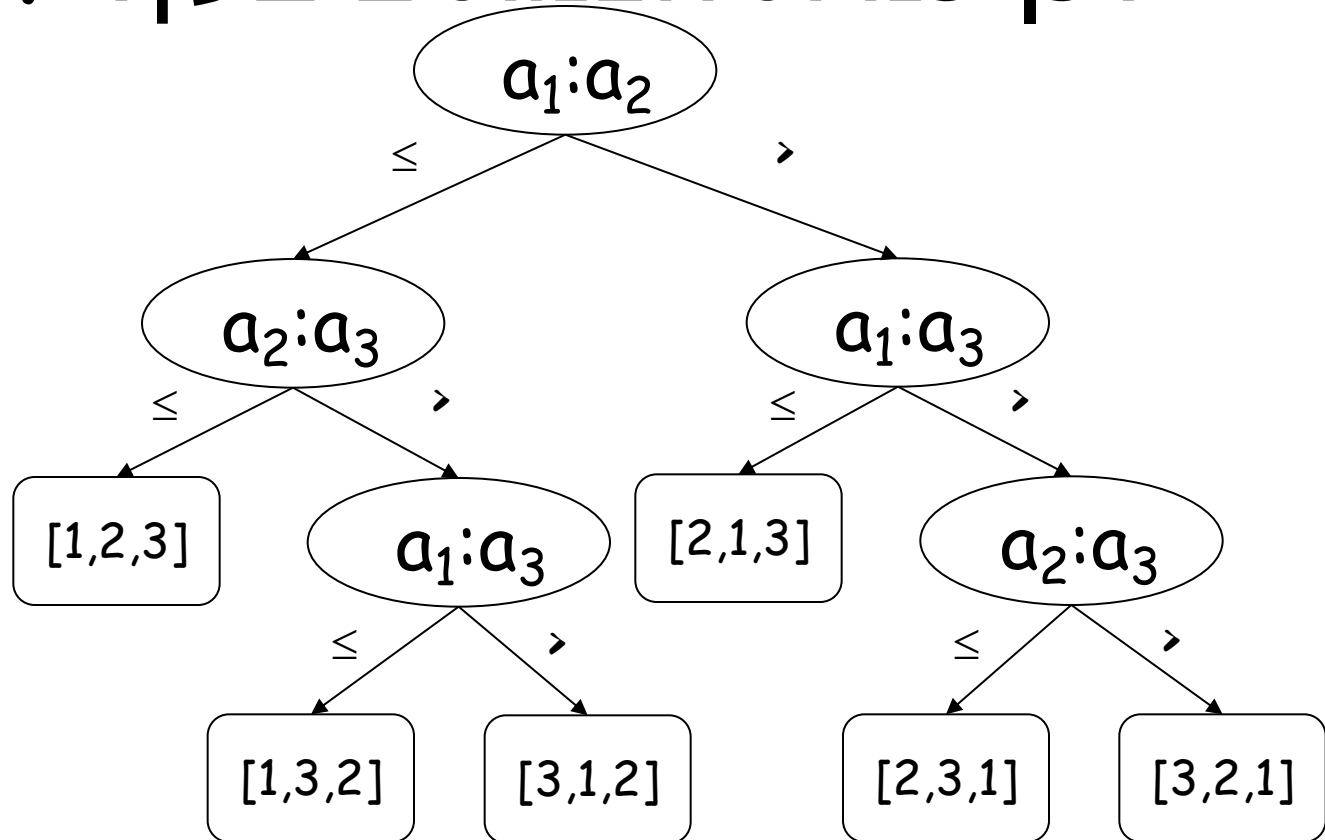 a₁:a₂
≤ >
a₂:a₃ a₁:a₃
≤ > ≤ >
[1,2,3] a₁:a₃ [2,1,3] a₂:a₃
≤ > ≤ >
[1,3,2] [3,1,2] [2,3,1] [3,2,1]